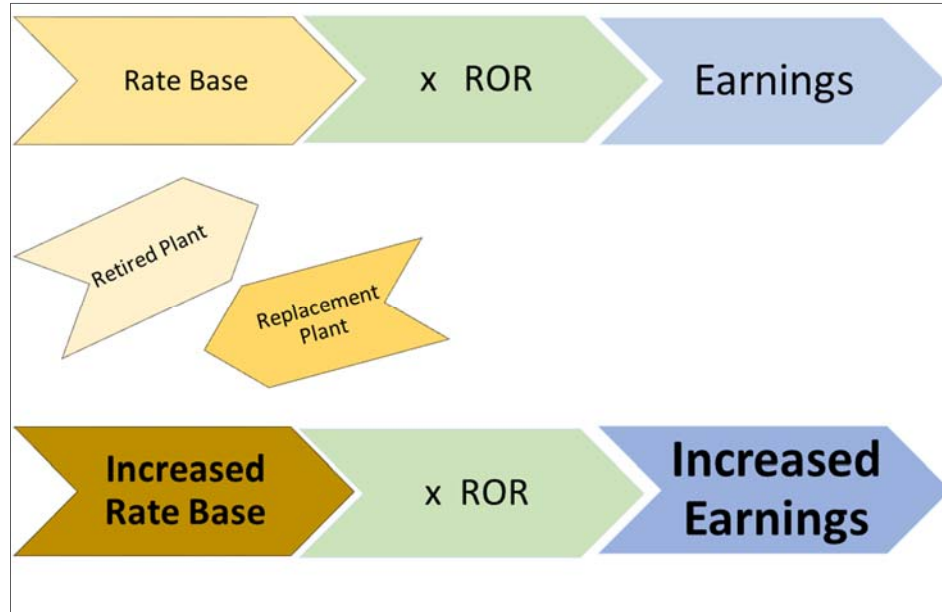 Rate Base
x ROR
Earnings
Retired Plant
Replacement
Plant
Increased
Rate Base
x ROR
Increased
Earnings